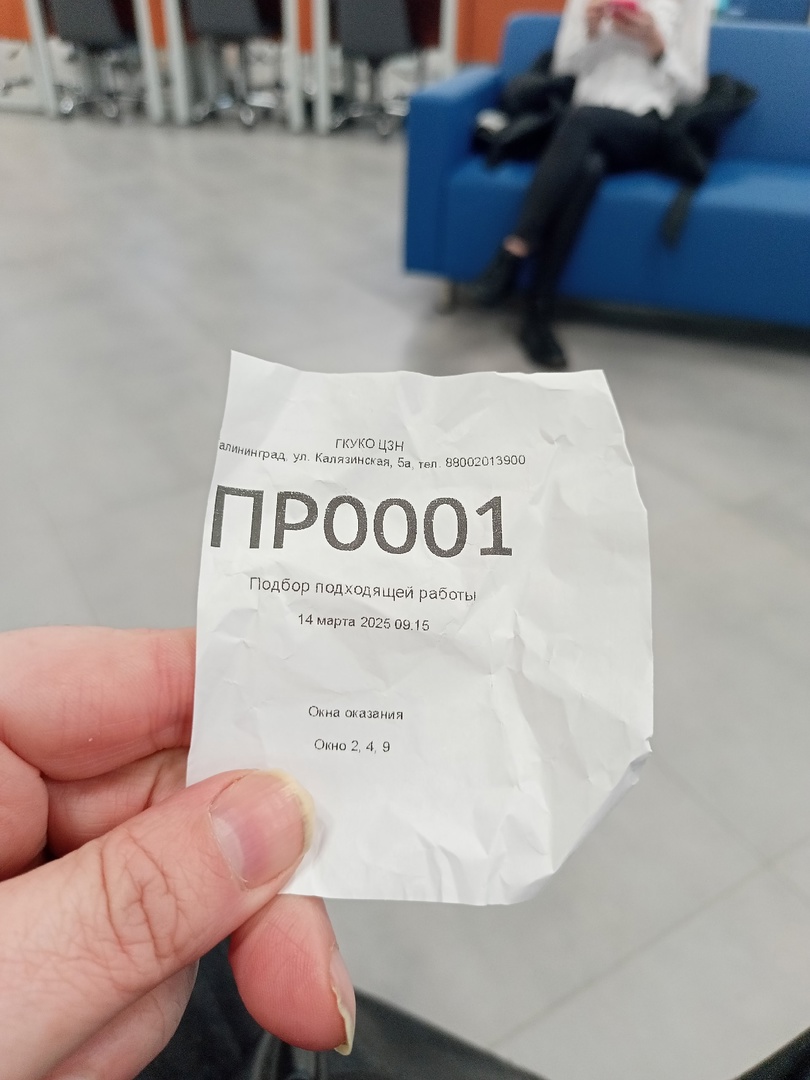 ГКУКО ЦЗН
алининград, ул. Калязинская, 5а, тел. 88002013900
ПР0001
Подбор подходящей работы
14 марта 2025 09.15
Окна оказания
Окно 2, 4, 9